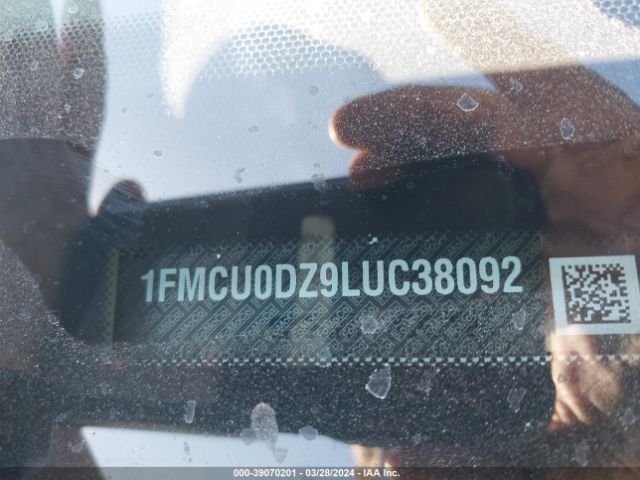 1FMCU0DZ9LUC38092
000-39070201 - 03/28/2024 - IAA Inc.